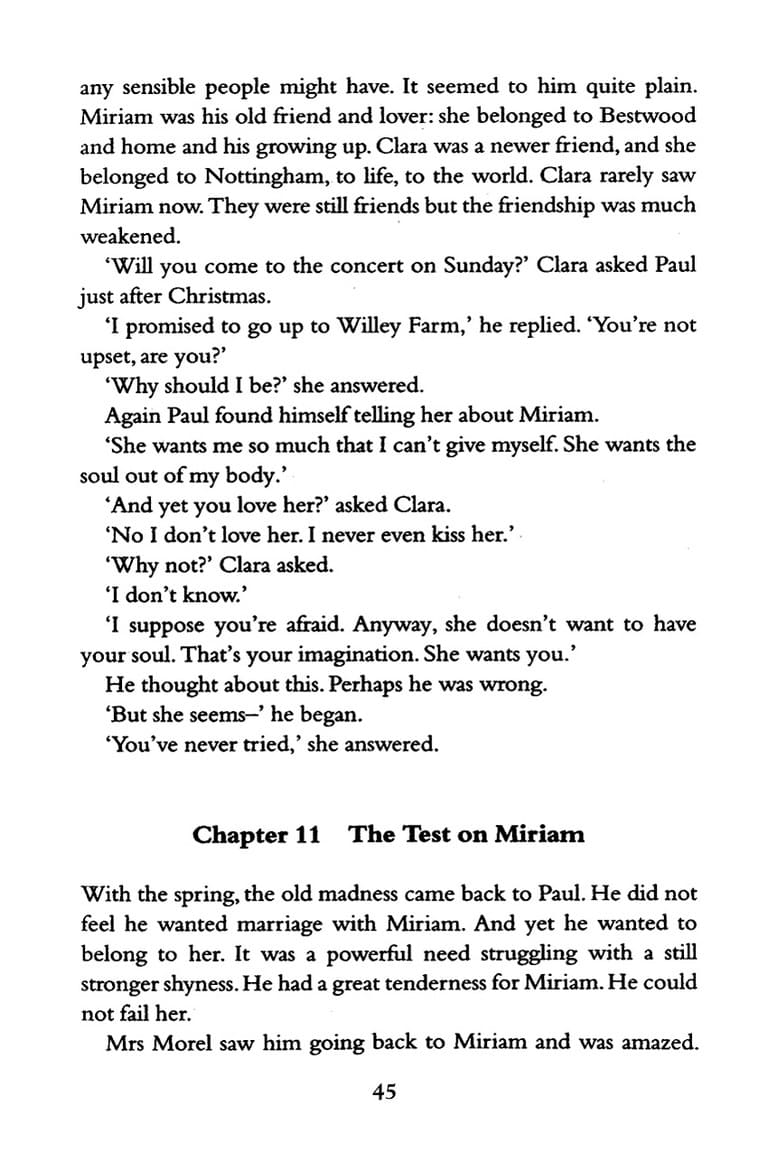 any sensible people might have. It seemed to him quite plain.
Miriam was his old friend and lover: she belonged to Bestwood
and home and his growing up. Clara was a newer friend, and she
belonged to Nottingham, to life, to the world. Clara rarely saw
Miriam now. They were still friends but the friendship was much
weakened.
‘Will you come to the concert on Sunday?’ Clara asked Paul
just after Christmas.
‘I promised to go up to Willey Farm,’ he replied. ‘You’re not
upset, are you?’
‘Why should I be?’ she answered.
Again Paul found himself telling her about Miriam.
‘She wants me so much that I can’t give myself. She wants the
soul out of my body.’
‘And yet you love her?’ asked Clara.
‘No I don’t love her. I never even kiss her.’
‘Why not?’ Clara asked.
‘I don’t know.’
‘I suppose you’re afraid. Anyway, she doesn’t want to have
your soul. That’s your imagination. She wants you.’
He thought about this. Perhaps he was wrong.
‘But she seems–’ he began.
‘You’ve never tried,’ she answered.
Chapter 11 The Test on Miriam
With the spring, the old madness came back to Paul. He did not
feel he wanted marriage with Miriam. And yet he wanted to
belong to her. It was a powerful need struggling with a still
stronger shyness. He had a great tenderness for Miriam. He could
not fail her.
Mrs Morel saw him going back to Miriam and was amazed.
45